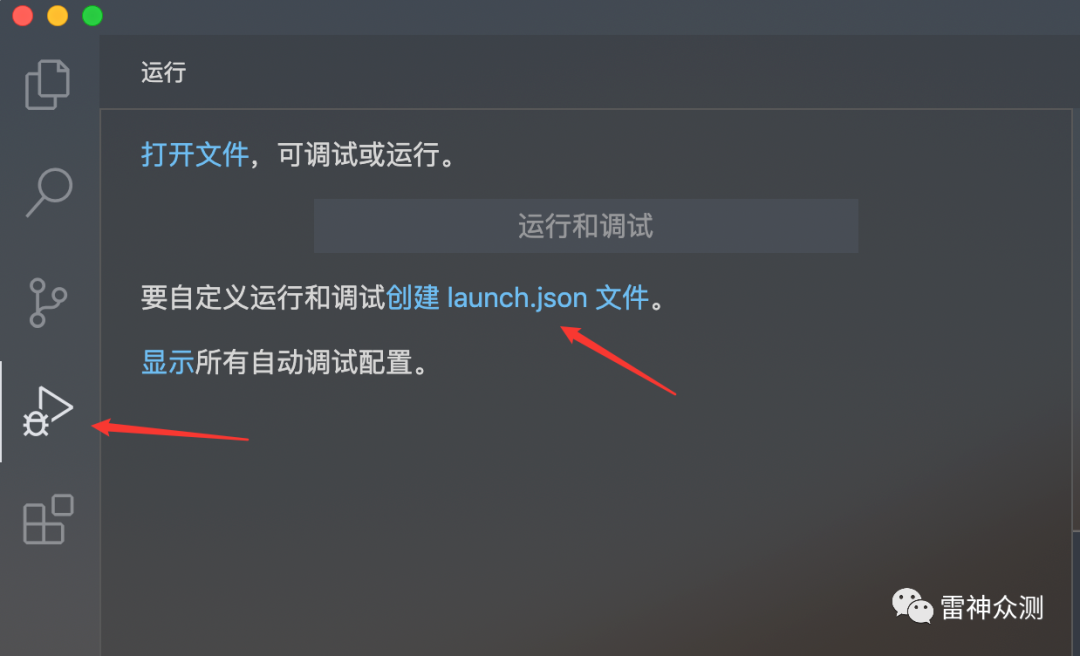 运行
打开文件，可调试或运行。
运行和调试
要自定义运行和调试创建 launch.json 文件。
显示所有自动调试配置。
雷神众测